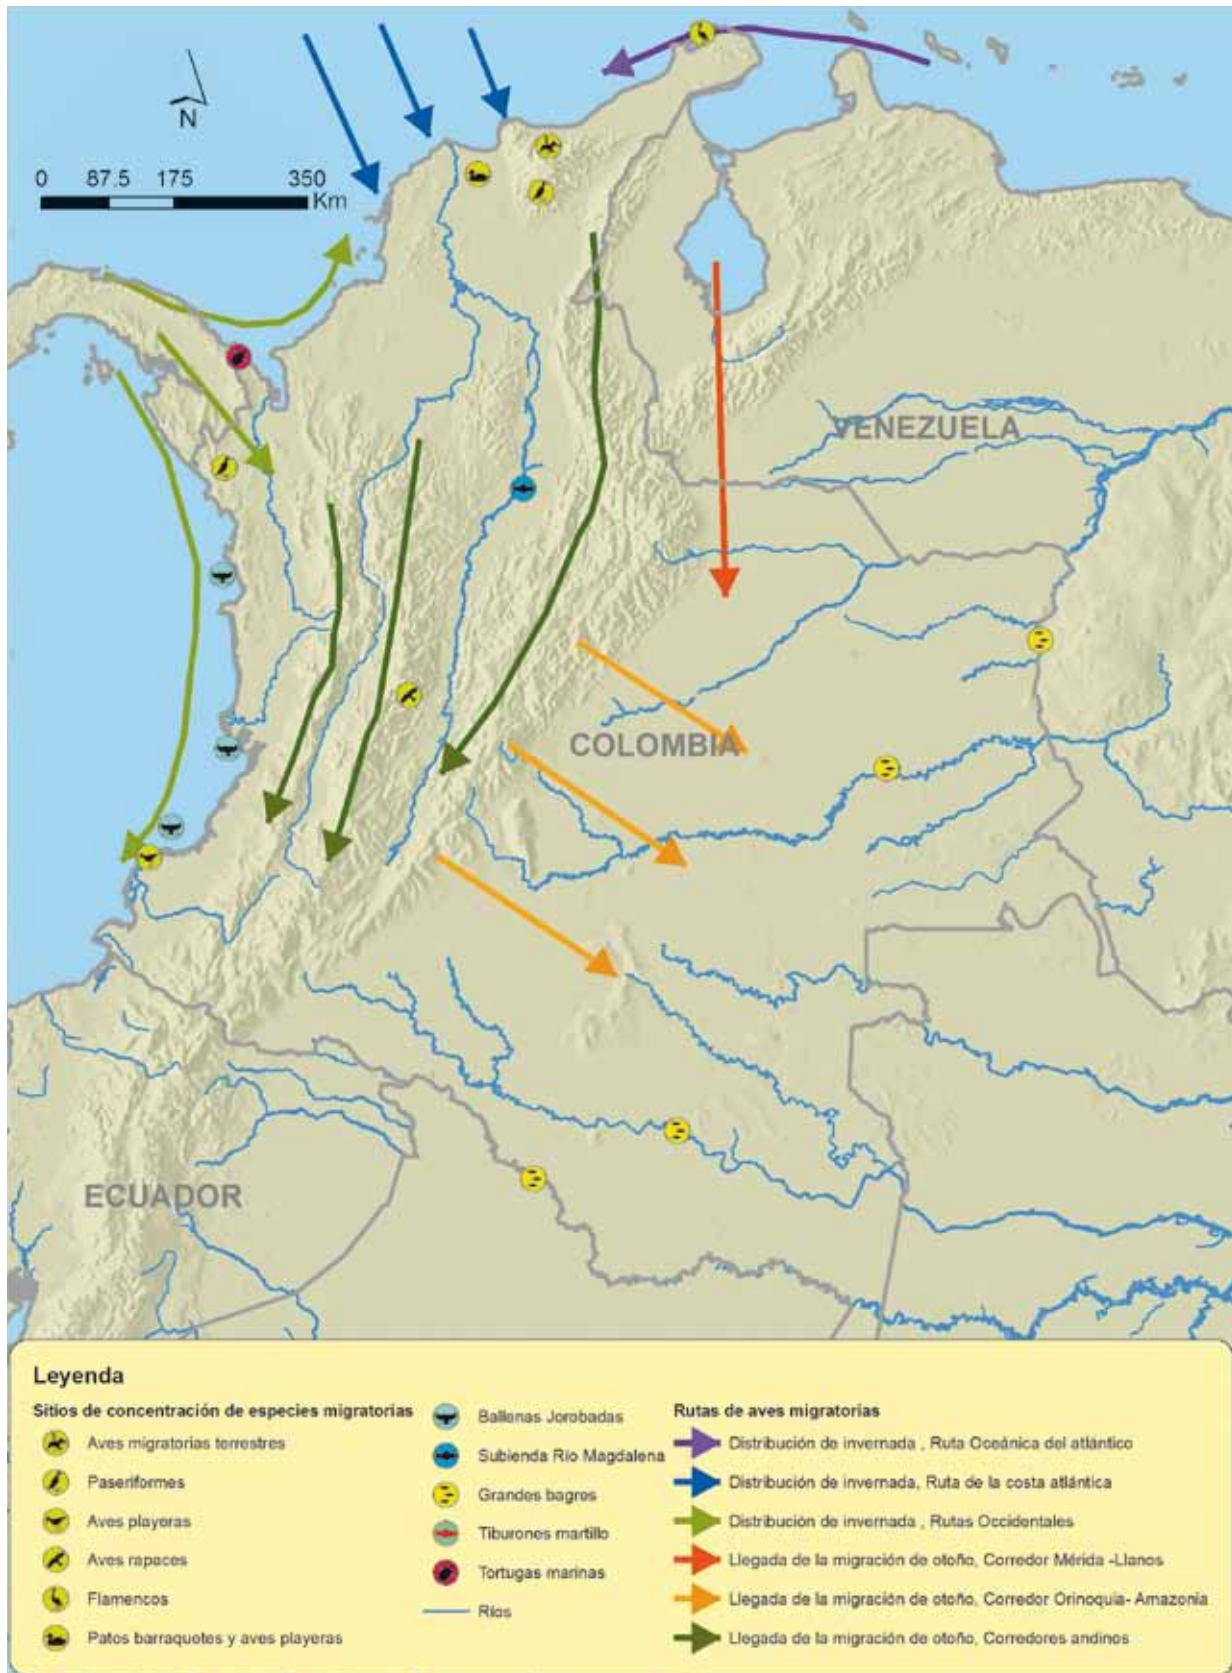 N
0 87.5 175 350
Km
VENEZUELA
COLOMBIA
ECUADOR
Leyenda
Sitios de concentración de especies migratorias
Aves migratorias terrestres
Paseriformes
Aves playeras
Aves rapaces
Flamencos
Patos barraquetes y aves playeras
Ballenas Jorobadas
Subienda Río Magdalena
Grandes bagres
Tiburones martillo
Tortugas marinas
Ríos
Rutas de aves migratorias
Distribución de invernada , Ruta Oceánica del atlántico
Distribución de invernada, Ruta de la costa atlántica
Distribución de invernada , Rutas Occidentales
Llegada de la migración de otoño, Corredor Mérida -Llanos
Llegada de la migración de otoño, Corredor Orinoquia- Amazonia
Llegada de la migración de otoño, Corredores andinos